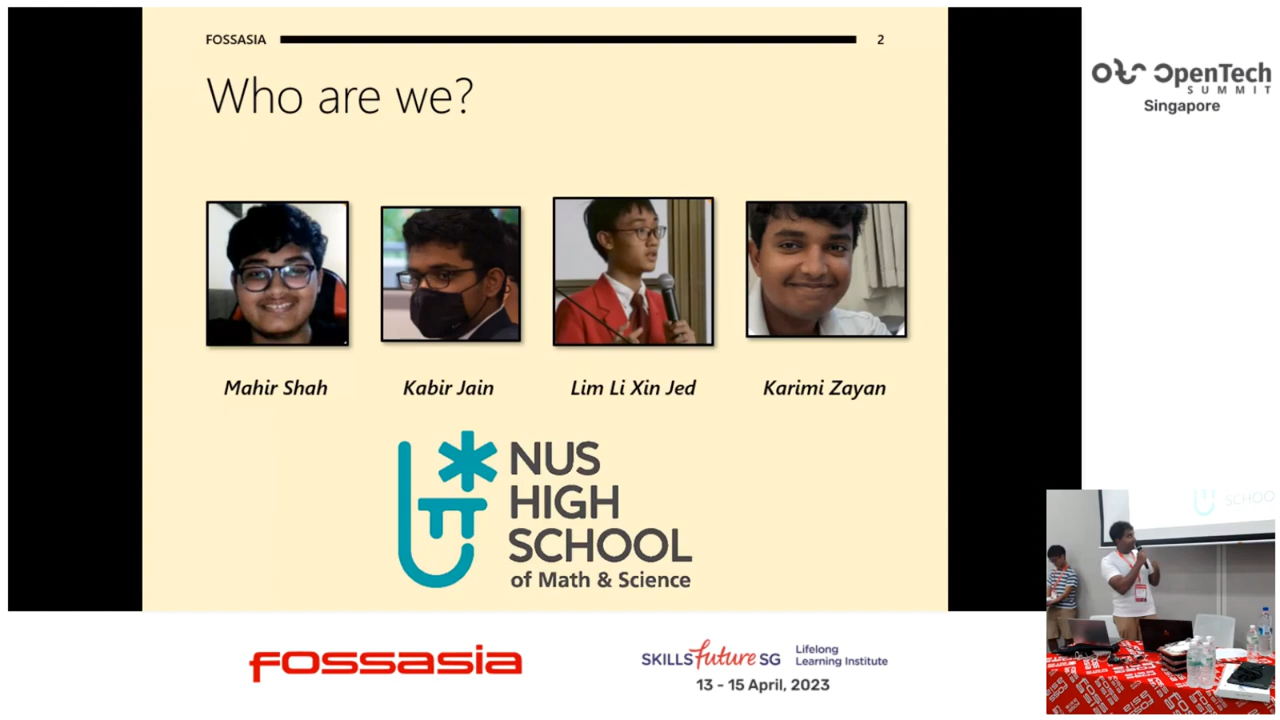 FOSSASIA
2
Who are we?
Mahir Shah
Kabir Jain
Lim Li Xin Jed
Karimi Zayan
NUS
HIGH
SCHOOL
of Math & Science
OpenTech
SUMMIT
Singapore
SCHOO
fossasia
SKILLSfuture SG
Lifelong
Learning Institute
13 - 15 April, 2023